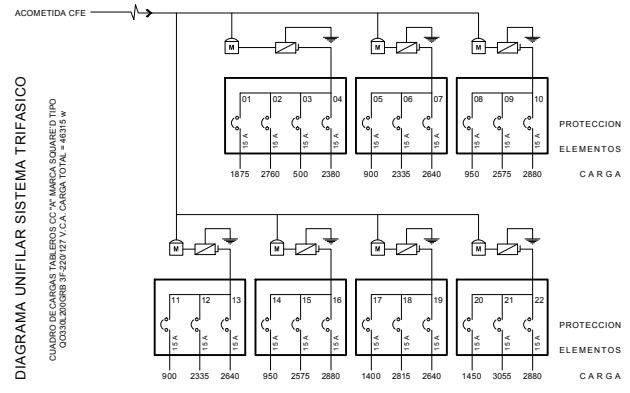 ACOMETIDA CFE
DIAGRAMA UNIFILAR SISTEMA TRIFASICO
CUADRO DE CARGAS TABLEROS CC "A" MARCA SQUARE'D TIPO
QO330L200GRB 3F-220/127 V.C.A. CARGA TOTAL = 46315 w
M M M
01 02 03 04 05 06 07 08 09 10
15 A 15 A 15 A 15 A 15 A 15 A 15 A 15 A 15 A 15 A
PROTECCION
ELEMENTOS
1875 2760 500 2380 900 2335 2640 950 2575 2880 CARGA
M M M M
11 12 13 14 15 16 17 18 19 20 21 22
15 A 15 A 15 A 15 A 15 A 15 A 15 A 15 A 15 A 15 A 15 A 15 A
PROTECCION
ELEMENTOS
900 2335 2640 950 2575 2880 1400 2815 2640 1450 3055 2880 CARGA